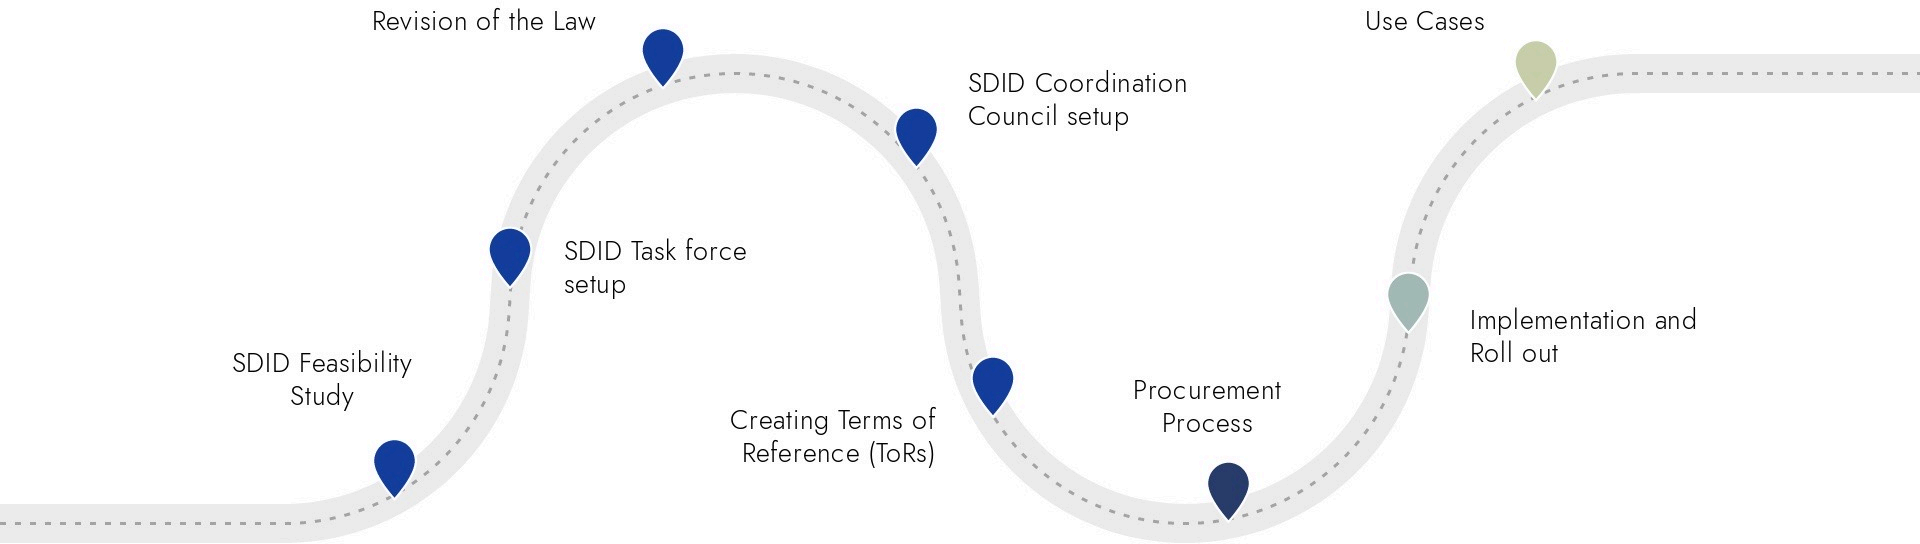 Revision of the Law
Use Cases
SDID Coordination
Council setup
SDID Task force
setup
Implementation and
Roll out
SDID Feasibility
Study
Procurement
Process
Creating Terms of
Reference (ToRs)